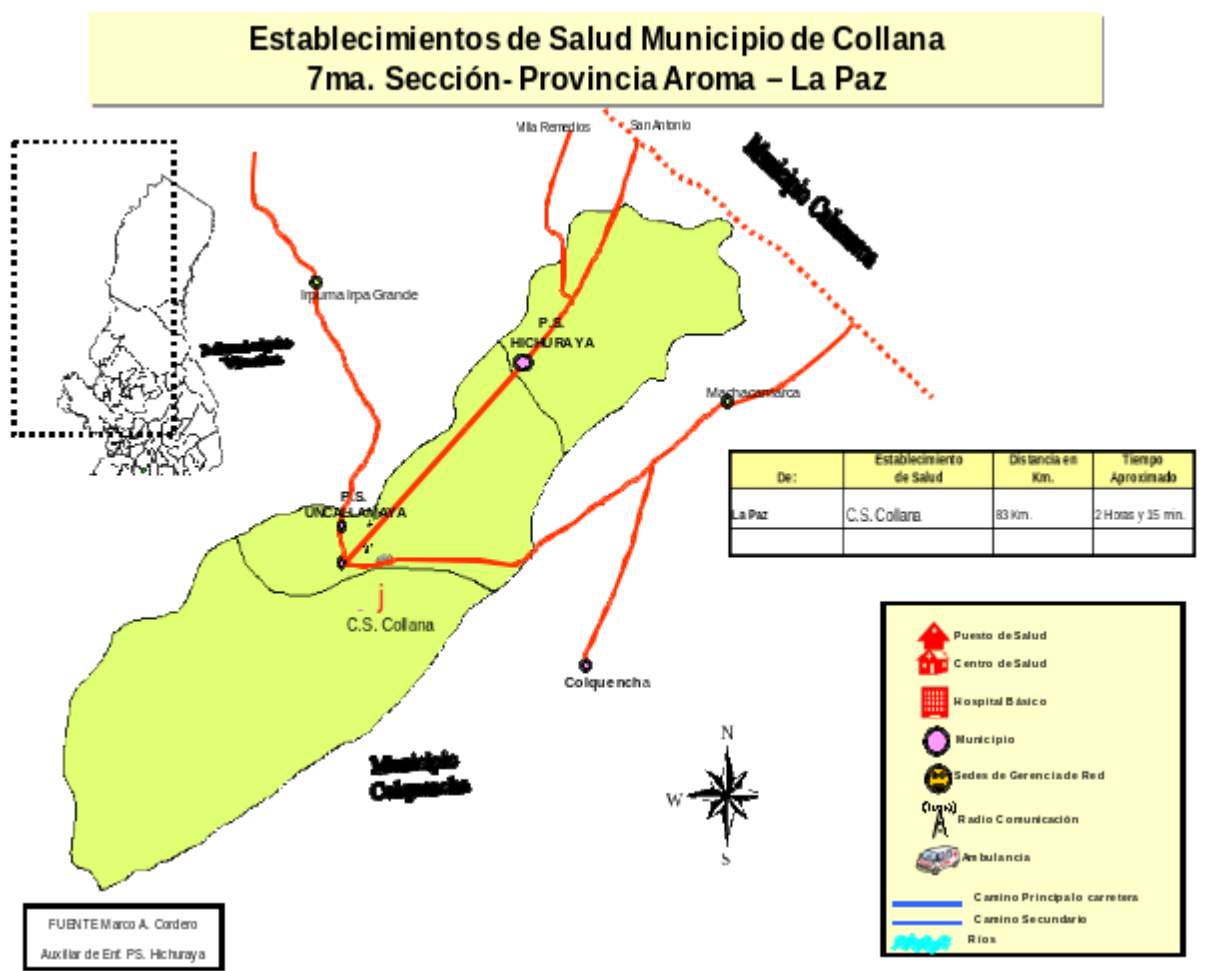 Establecimientos de Salud Municipio de Collana
7ma. Sección- Provincia Aroma – La Paz
Villa Remedios
San Antonio
Municipio
Irpuma Irpa Grande
P.S.
HICHURAYA
Machacamarca
P.S.
UNCALLAMAYA
De:
Establecimiento
de Salud
Distancia en
Km.
Tiempo
Aproximado
La Paz
C.S. Collana
83 Km.
2 Horas y 15 min.
j
C.S. Collana
Colquencha
Municipio
Colquencha
N
W
S
Puesto de Salud
Centro de Salud
Hospital Básico
Municipio
Sedes de Gerencia de Red
Radio Comunicación
Ambulancia
Camino Principal o carretera
Camino Secundario
Ríos
FUENTE Marco A. Cordero
Auxiliar de Enf. PS. Hichuraya